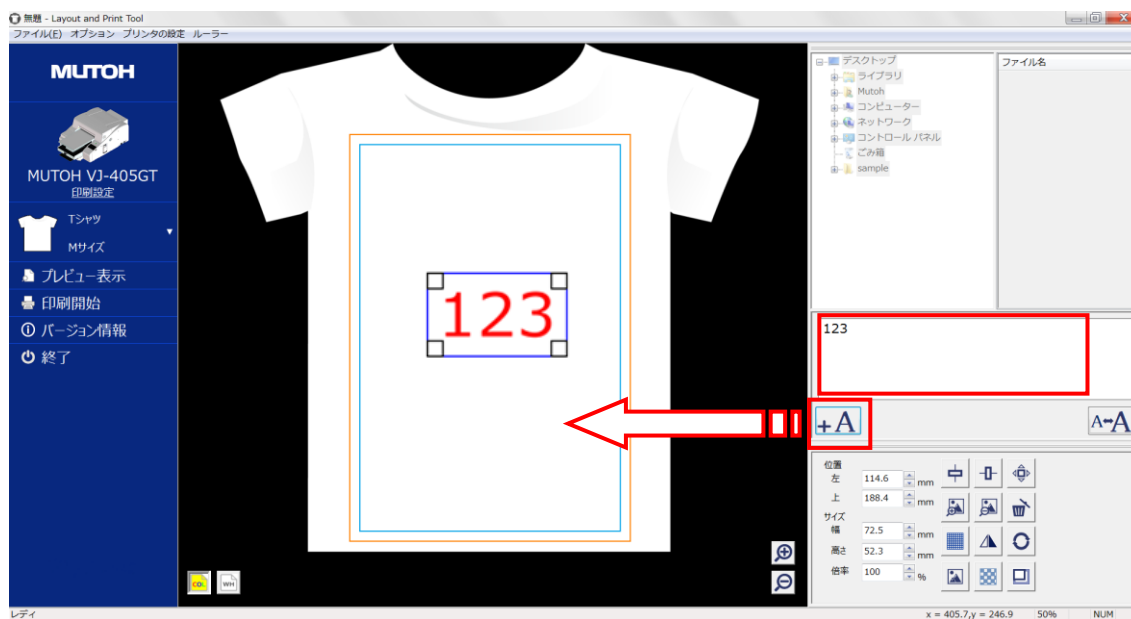 無題 - Layout and Print Tool
ファイル(F) オプション プリンタの設定 ルーラー
MUTOH
MUTOH VJ-405GT
印刷設定
Tシャツ
Mサイズ
プレビュー表示
印刷開始
バージョン情報
終了
123
COL
WH
デスクトップ
ライブラリ
Mutoh
コンピューター
ネットワーク
コントロール パネル
ごみ箱
sample
ファイル名
123
+A
A↔A
位置
左 114.6 mm
上 188.4 mm
サイズ
幅 72.5 mm
高さ 52.3 mm
倍率 100 %
レディ
x = 405.7,y = 246.9 50% NUM